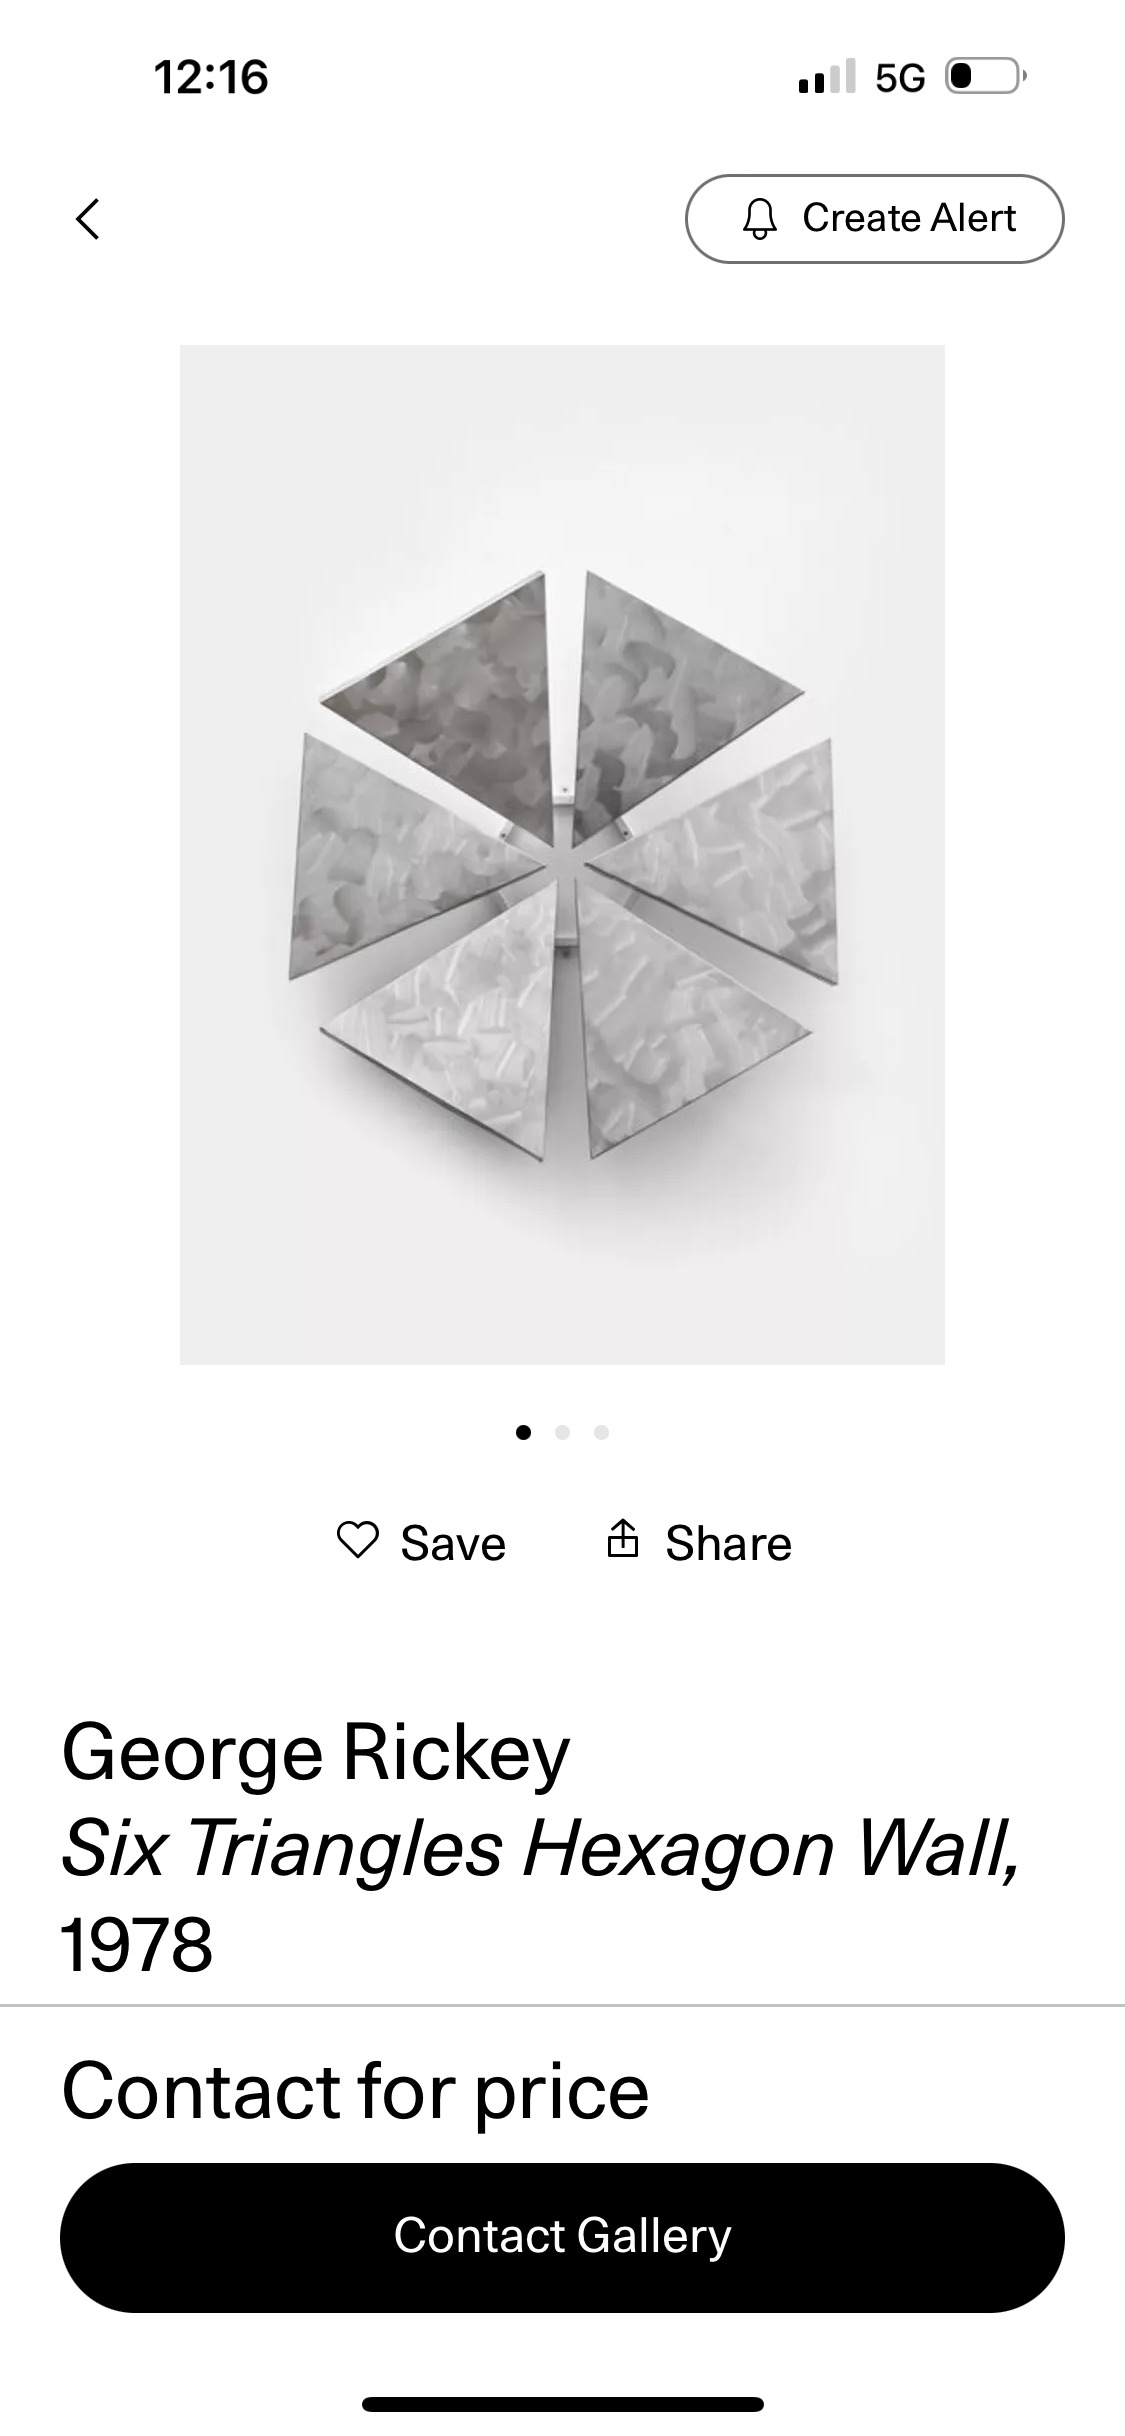 12:16
5G
Create Alert
Save
Share
George Rickey
Six Triangles Hexagon Wall,
1978
Contact for price
Contact Gallery